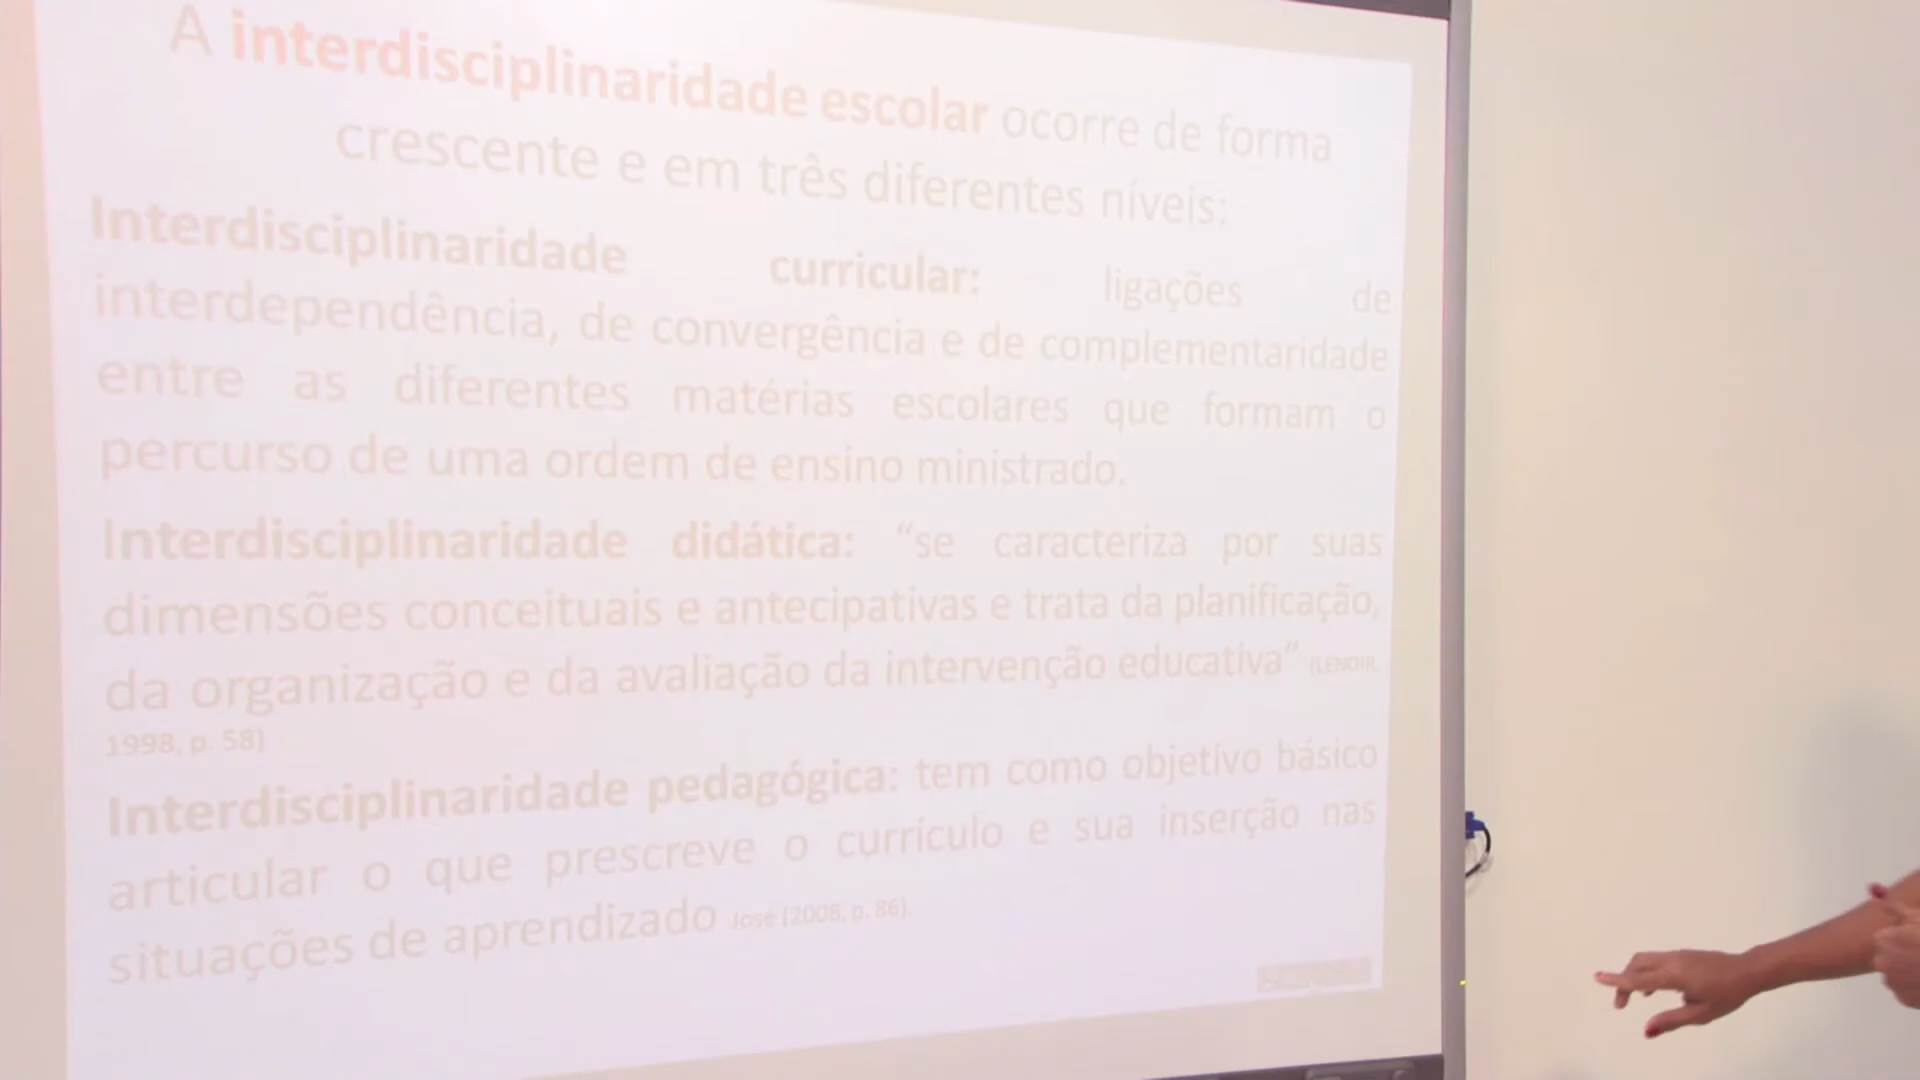 A interdisciplinaridade escolar ocorre de forma
crescente e em três diferentes níveis:
Interdisciplinaridade curricular: ligações de
interdependência, de convergência e de complementaridade
entre as diferentes matérias escolares que formam o
percurso de uma ordem de ensino ministrado.
Interdisciplinaridade didática: “se caracteriza por suas
dimensões conceituais e antecipativas e trata da planificação,
da organização e da avaliação da intervenção educativa” (LENOIR,
1998, p. 58)
Interdisciplinaridade pedagógica: tem como objetivo básico
articular o que prescreve o currículo e sua inserção nas
situações de aprendizado José (2008, p. 86).